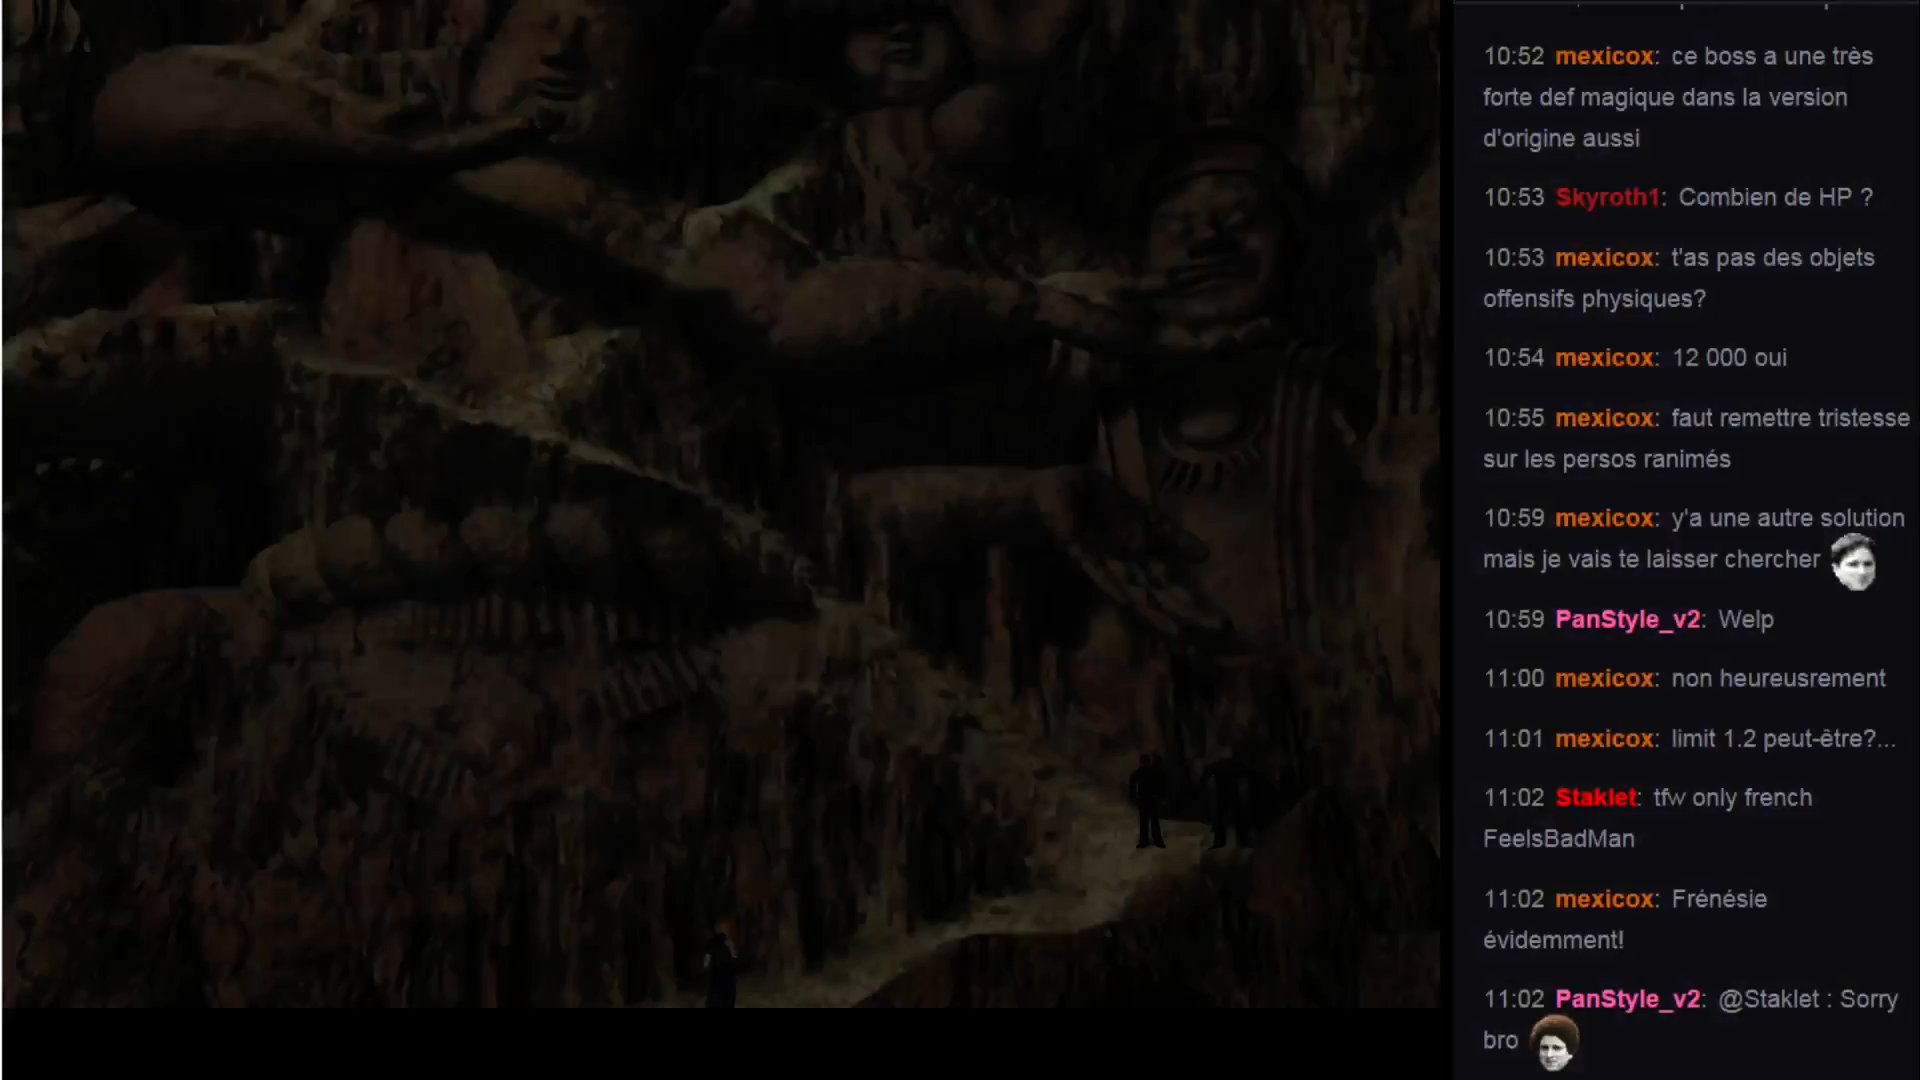 10:52 mexicox: ce boss a une très
forte def magique dans la version
d'origine aussi
10:53 Skyroth1: Combien de HP ?
10:53 mexicox: t'as pas des objets
offensifs physiques?
10:54 mexicox: 12 000 oui
10:55 mexicox: faut remettre tristesse
sur les persos ranimés
10:59 mexicox: y'a une autre solution
mais je vais te laisser chercher
10:59 PanStyle_v2: Welp
11:00 mexicox: non heureusrement
11:01 mexicox: limit 1.2 peut-être?...
11:02 Staklet: tfw only french
FeelsBadMan
11:02 mexicox: Frénésie
évidemment!
11:02 PanStyle_v2: @Staklet : Sorry
bro